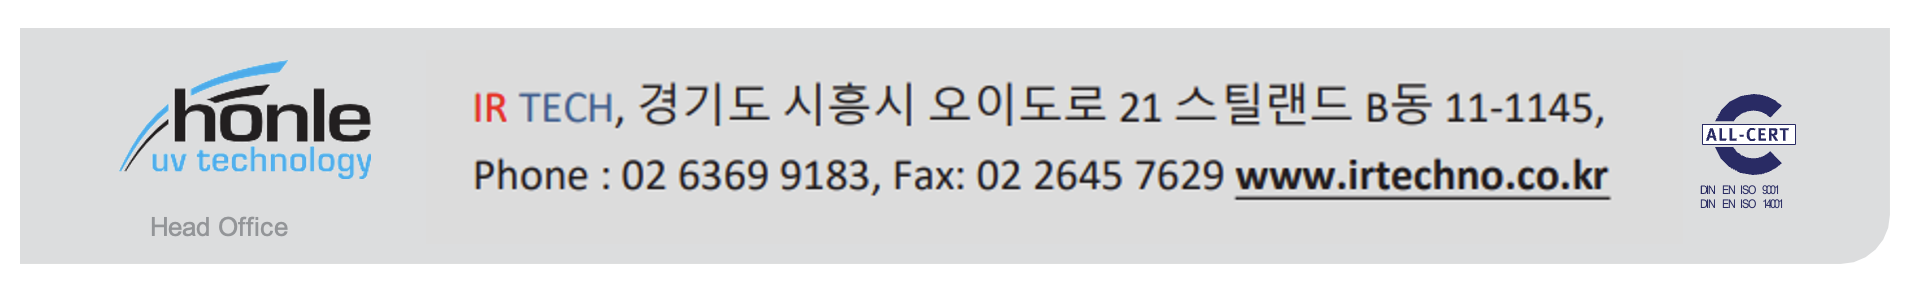 hönle
uv technology
Head Office
IR TECH, 경기도 시흥시 오이도로 21 스틸랜드 B동 11-1145,
Phone : 02 6369 9183, Fax: 02 2645 7629 www.irtechno.co.kr
ALL-CERT
DIN EN ISO 9001
DIN EN ISO 14001